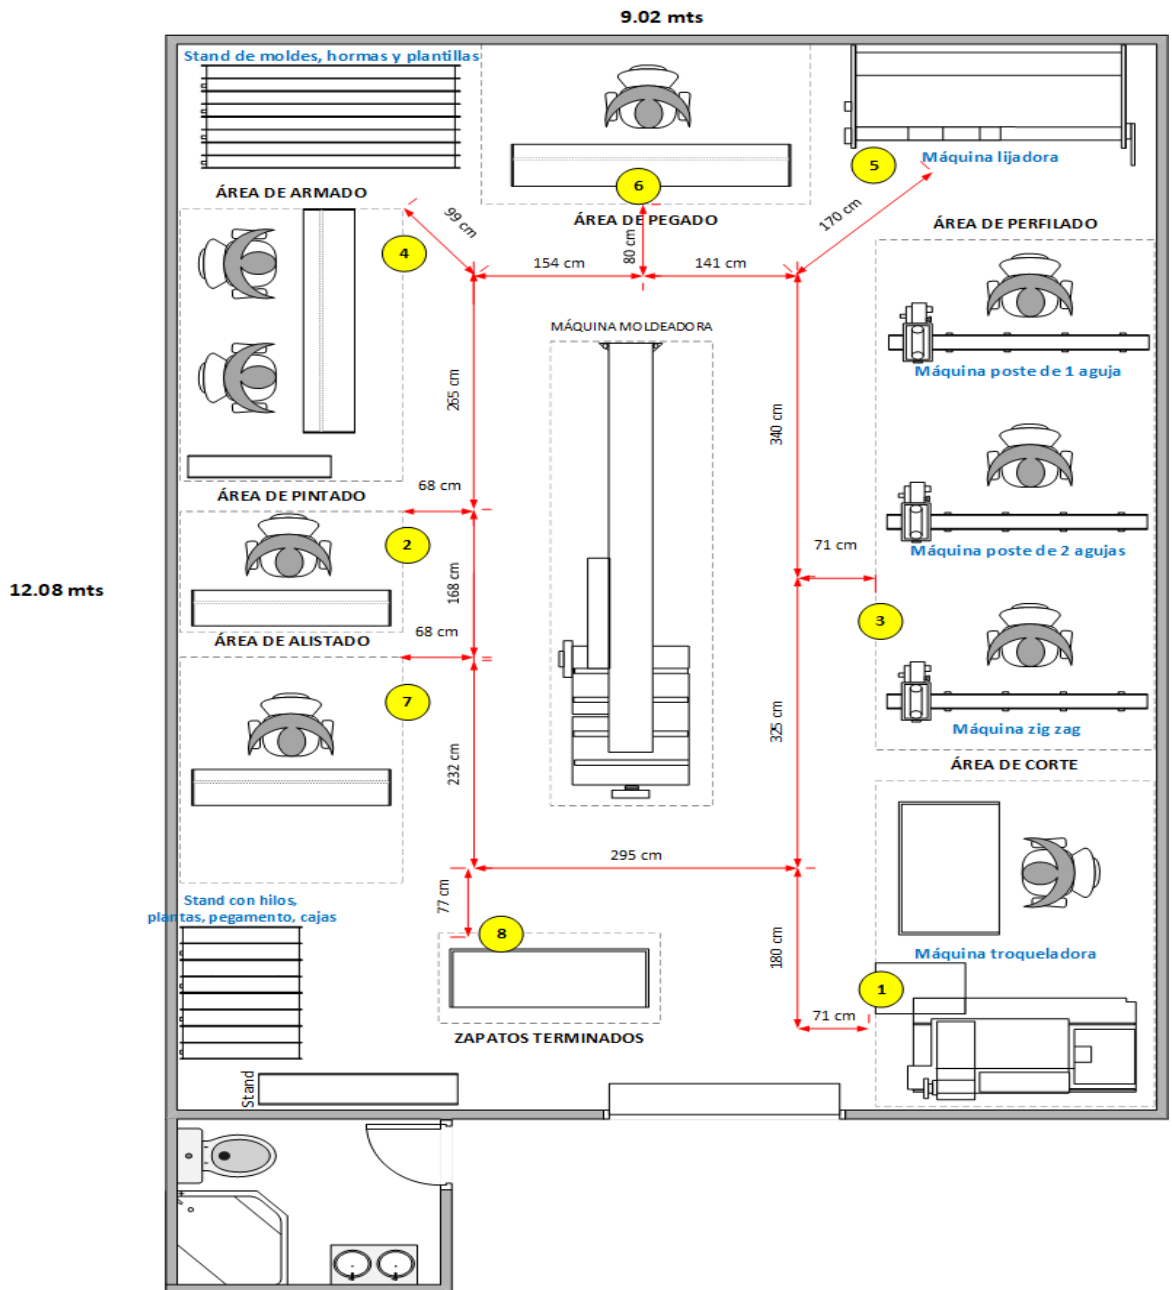 9.02 mts
Stand de moldes, hormas y plantillas
5
Máquina lijadora
6
ÁREA DE PEGADO
ÁREA DE ARMADO
4
99 cm
80 cm
170 cm
154 cm
141 cm
ÁREA DE PERFILADO
MÁQUINA MOLDEADORA
Máquina poste de 1 aguja
265 cm
340 cm
68 cm
ÁREA DE PINTADO
2
168 cm
71 cm
Máquina poste de 2 agujas
12.08 mts
3
68 cm
ÁREA DE ALISTADO
7
232 cm
325 cm
Máquina zig zag
ÁREA DE CORTE
295 cm
77 cm
Stand con hilos,
plantas, pegamento, cajas
8
180 cm
Máquina troqueladora
1
71 cm
ZAPATOS TERMINADOS
Stand